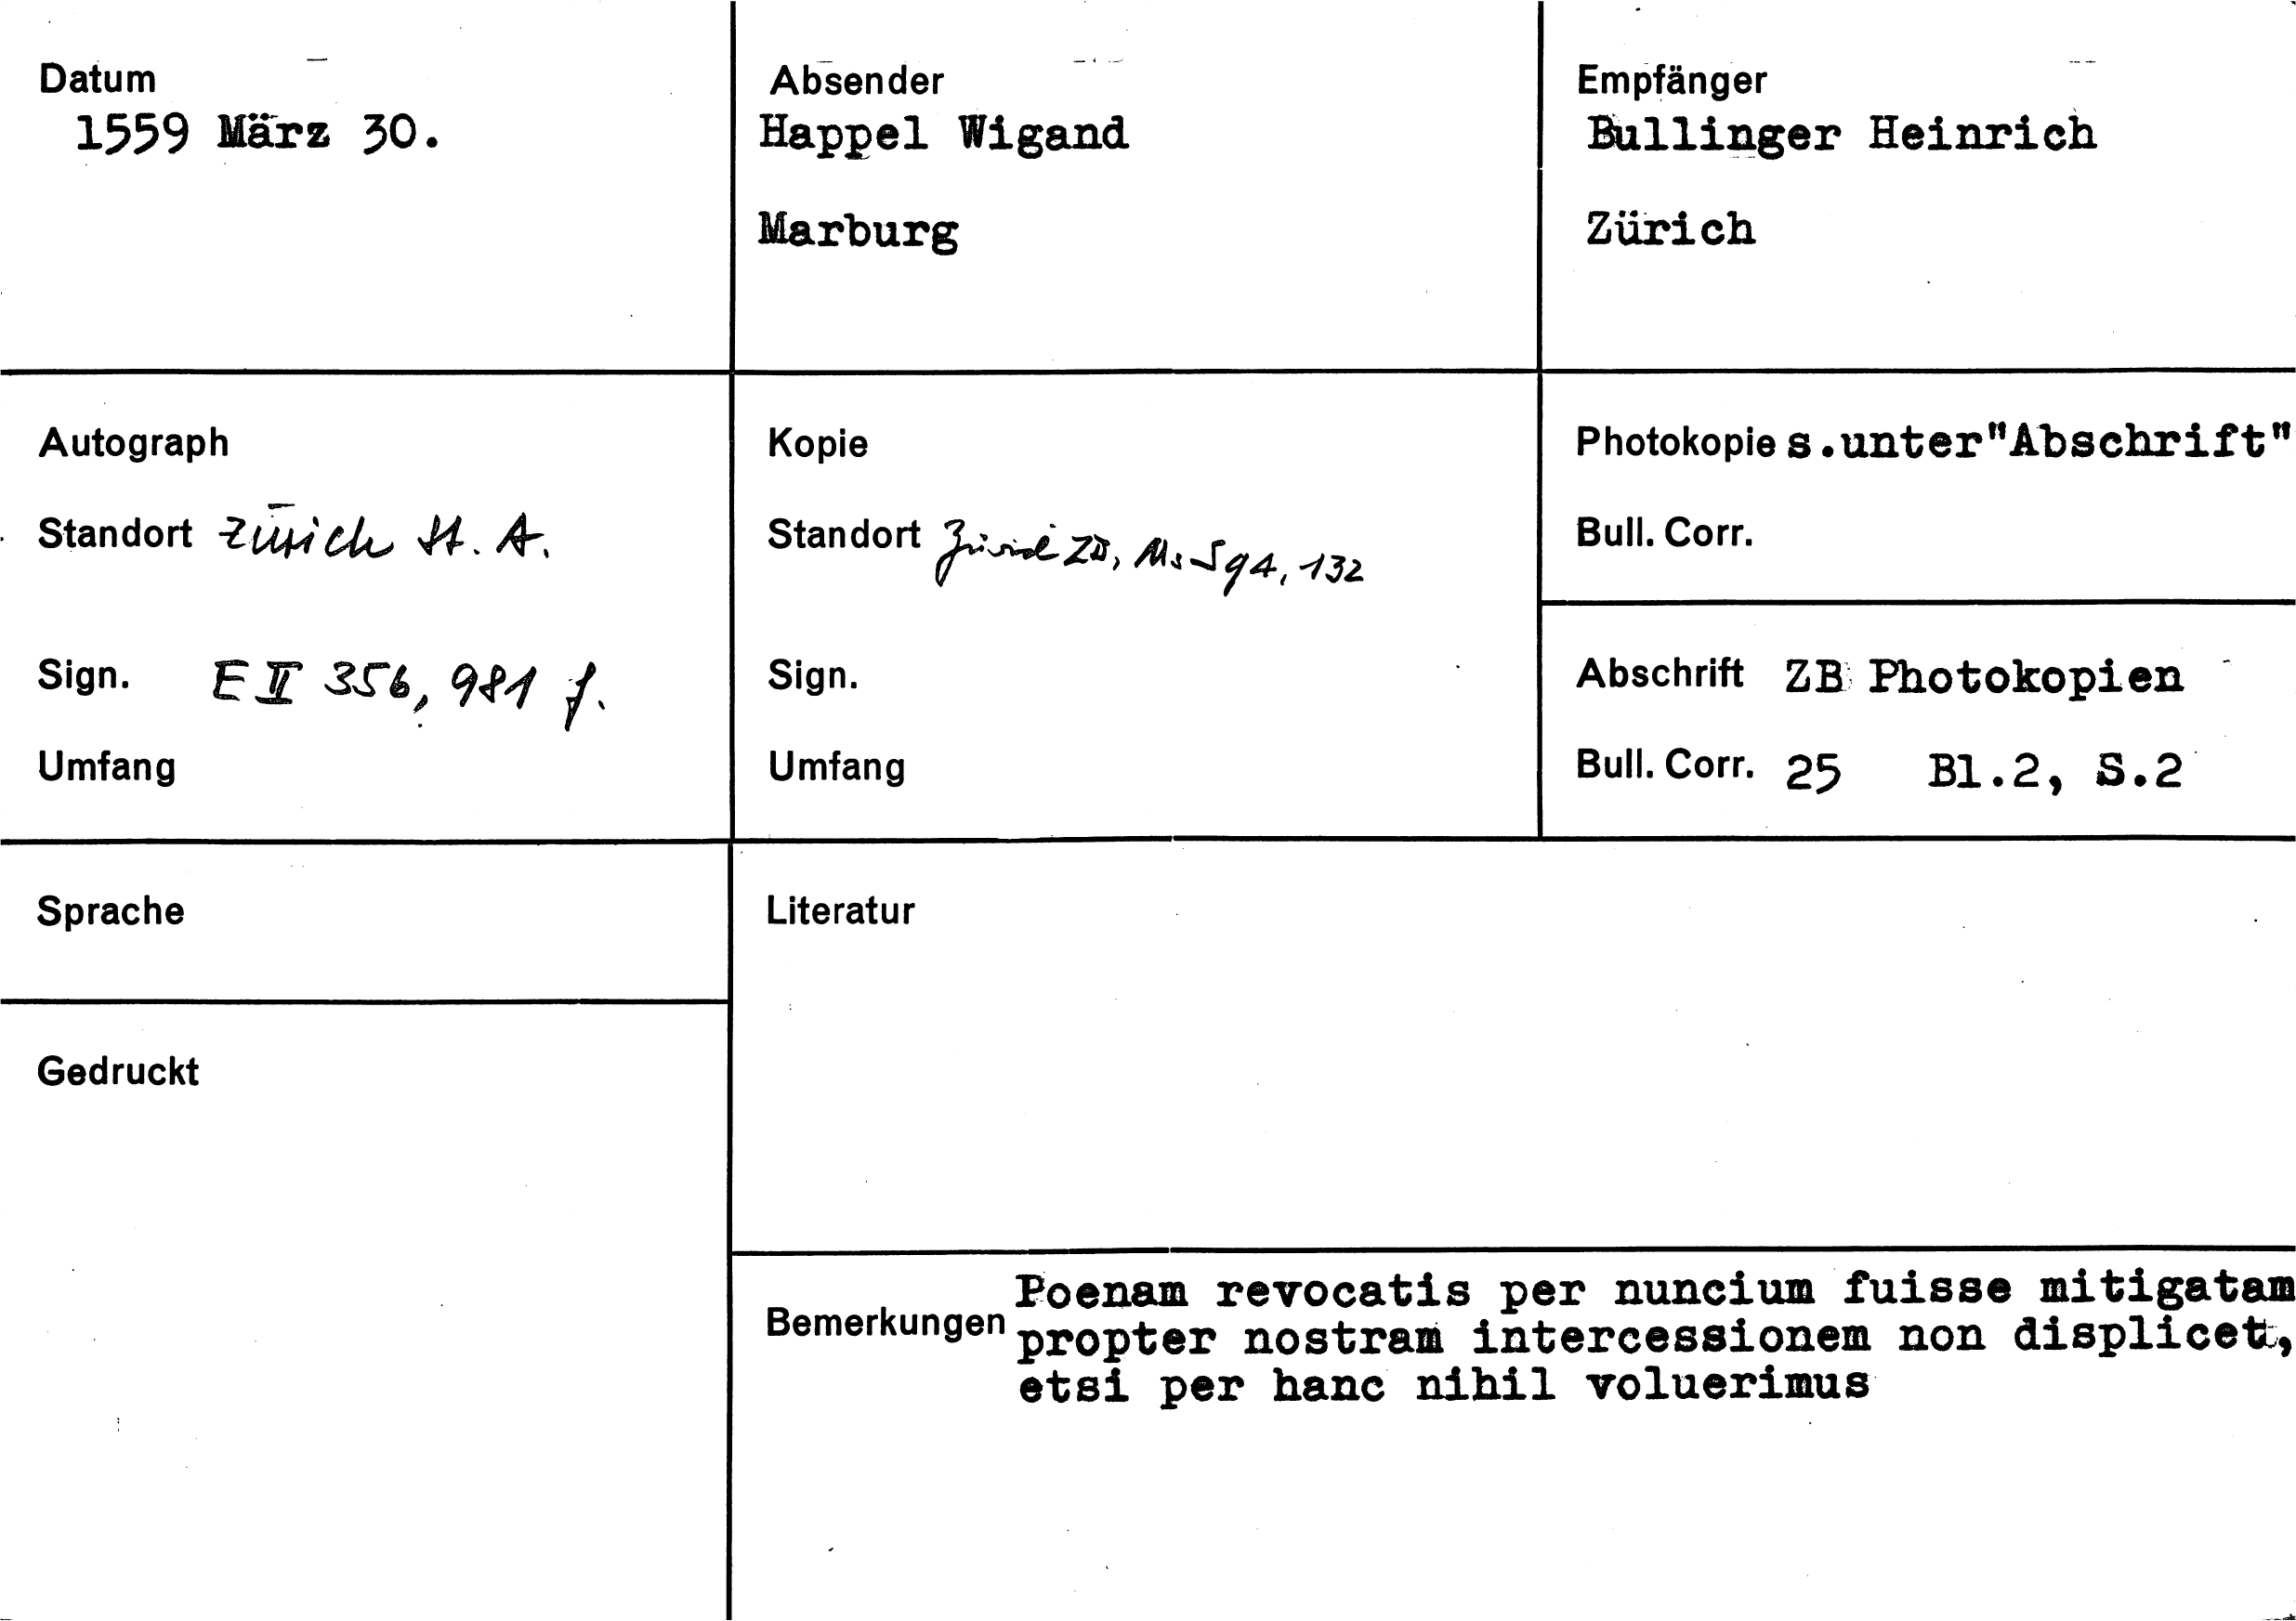 Datum
1559 März 30.
Absender
Happel Wigand
Marburg
Empfänger
Bullinger Heinrich
Zürich
Autograph
Standort Zürich St. A.
Sign. E II 356, 981 f.
Umfang
Kopie
Standort Zürich ZB, Ms S 94, 132
Sign.
Umfang
Photokopie s.unter"Abschrift"
Bull. Corr.
Abschrift ZB Photokopien
Bull. Corr. 25 Bl.2, S.2
Sprache
Gedruckt
Literatur
Bemerkungen
Poenam revocatis per nuncium fuisse mitigatam
propter nostram intercessionem non displicet,
etsi per hanc nihil voluerimus